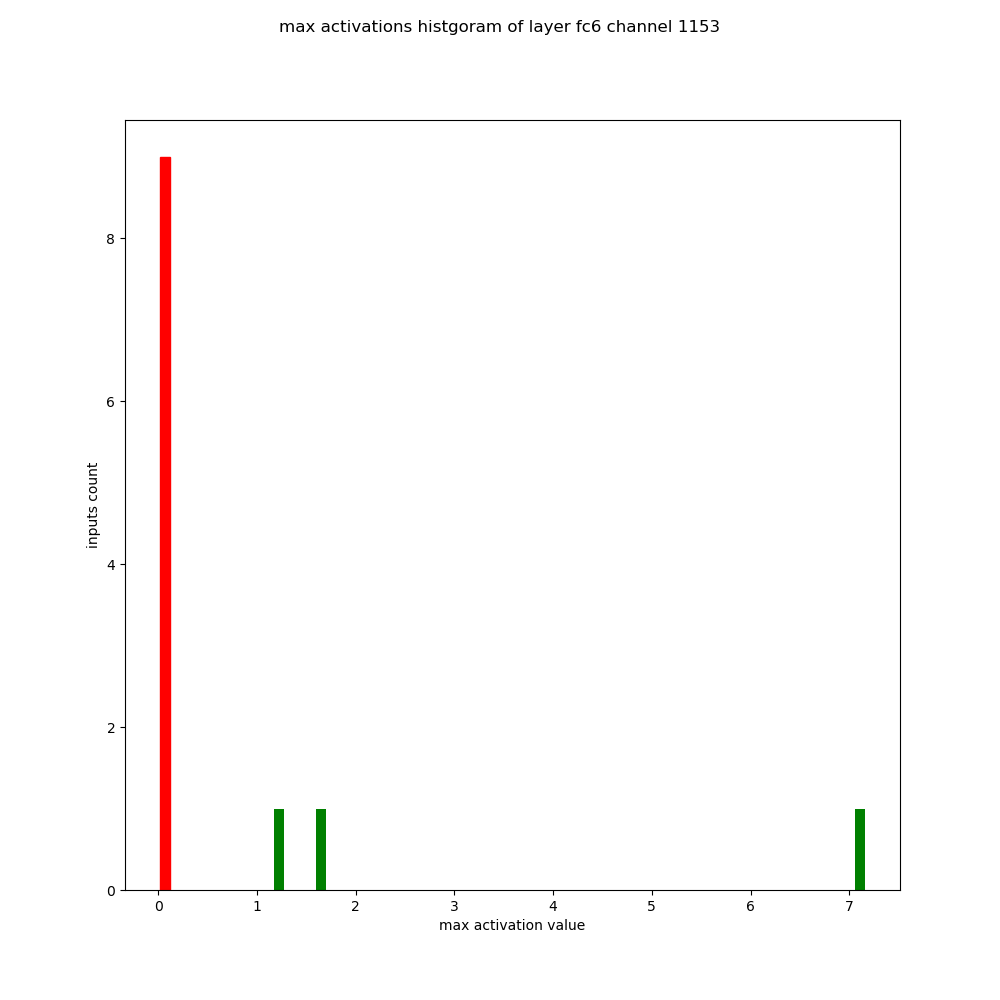 max activations histgoram of layer fc6 channel 1153
8
6
4
2
0
inputs count
0 1 2 3 4 5 6 7
max activation value